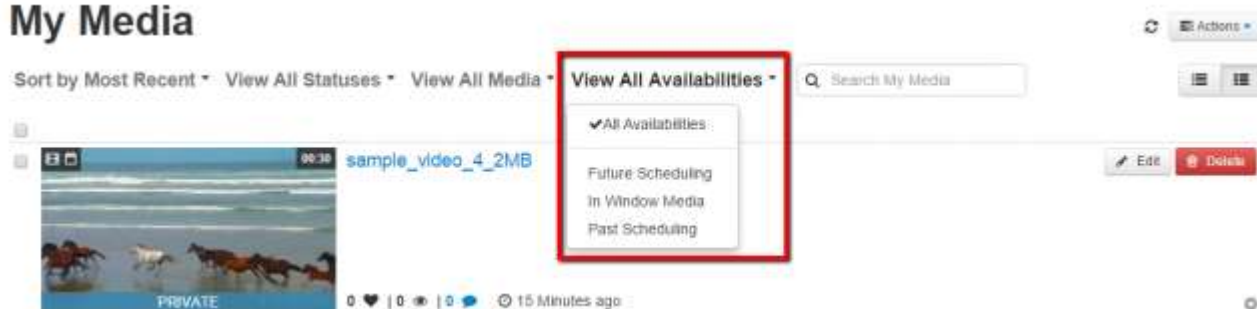 My Media
Actions
Sort by Most Recent View All Statuses View All Media View All Availabilities Search My Media
✔All Availabilities
00:30 sample_video_4_2MB Edit Delete
Future Scheduling
In Window Media
Past Scheduling
PRIVATE 0 | 0 | 0 15 Minutes ago